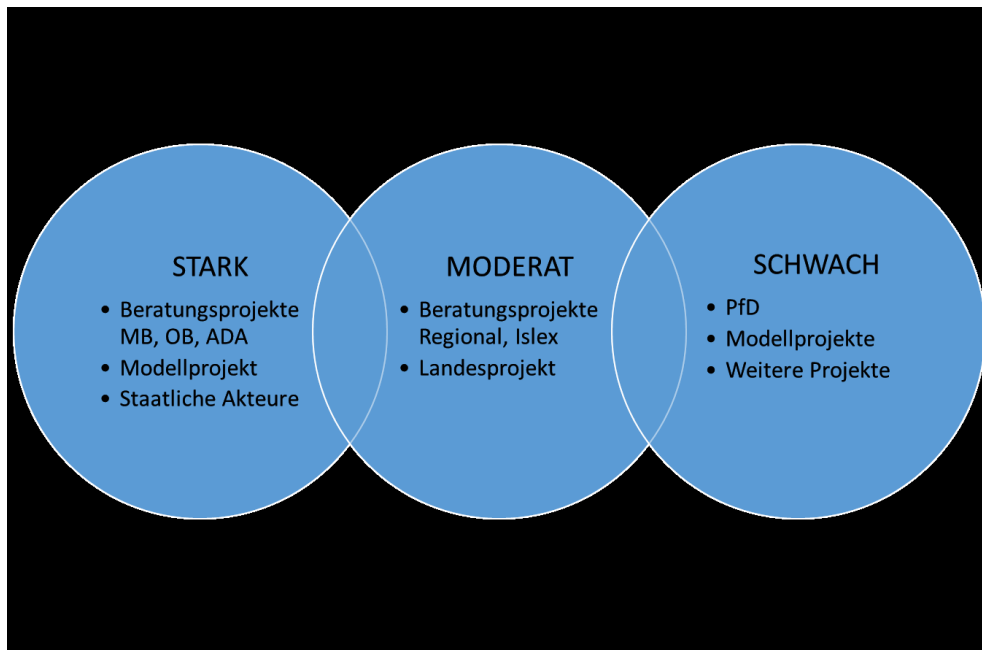 STARK
• Beratungsprojekte
MB, OB, ADA
• Modellprojekt
• Staatliche Akteure
MODERAT
• Beratungsprojekte
Regional, Islex
• Landesprojekt
SCHWACH
• PfD
• Modellprojekte
• Weitere Projekte